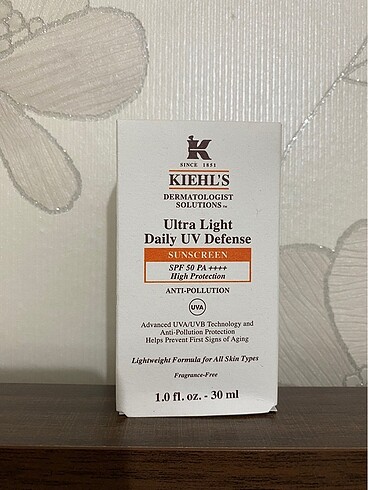 K
SINCE 1851
KIEHL'S
DERMATOLOGIST
SOLUTIONS™
Ultra Light
Daily UV Defense
SUNSCREEN
SPF 50 PA ++++
High Protection
ANTI-POLLUTION
UVA
Advanced UVA/UVB Technology and
Anti-Pollution Protection
Helps Prevent First Signs of Aging
Lightweight Formula for All Skin Types
Fragrance-Free
1.0 fl. oz. - 30 ml